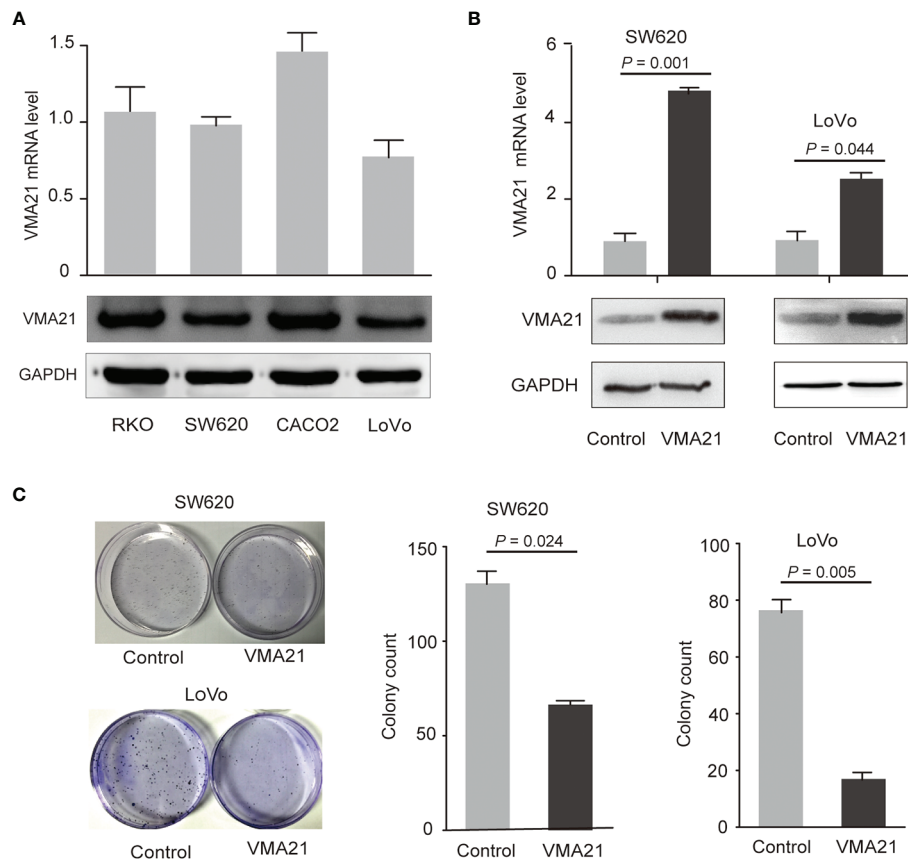 A
VMA21 mRNA level
1.5
1.0
0.5
0
VMA21
GAPDH
RKO SW620 CACO2 LoVo
B
VMA21 mRNA level
6
4
2
0
SW620
P = 0.001
LoVo
P = 0.044
VMA21
GAPDH
Control VMA21 Control VMA21
C
SW620
Control VMA21
LoVo
Control VMA21
SW620
P = 0.024
Colony count
150
100
50
0
Control VMA21
LoVo
P = 0.005
Colony count
100
80
60
40
20
0
Control VMA21